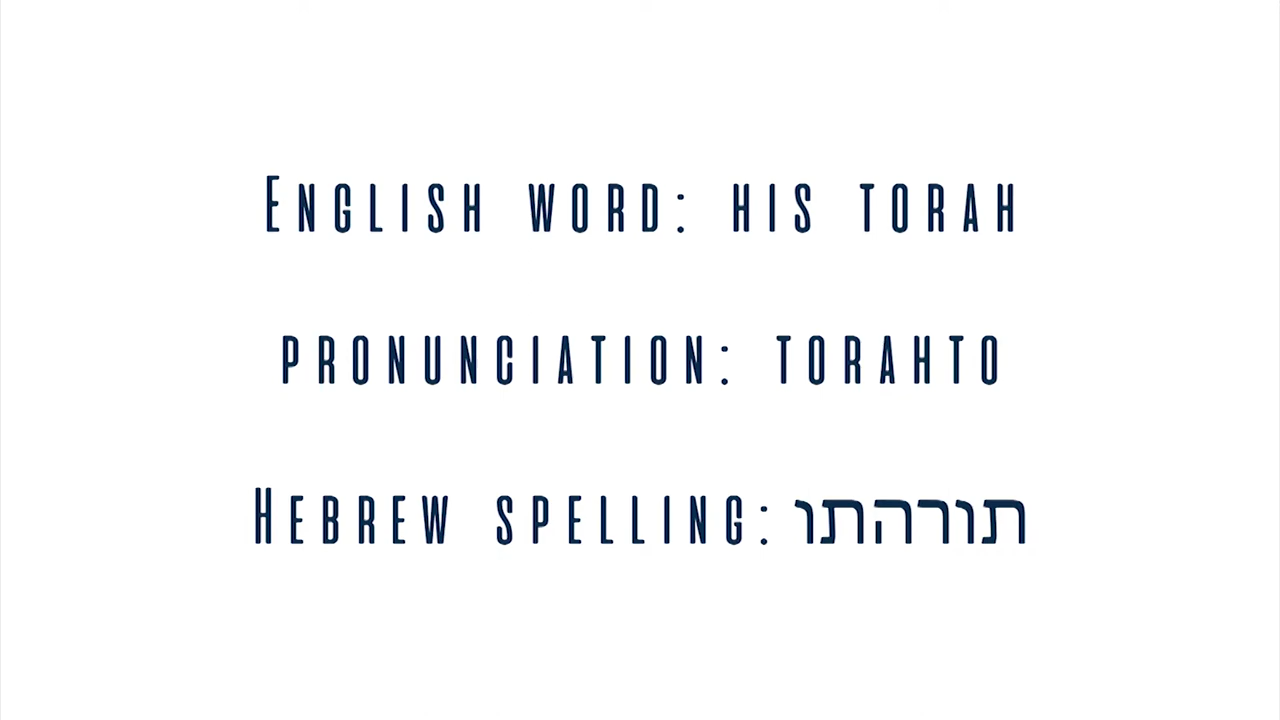 English word: his torah
pronunciation: torahto
Hebrew spelling: תורהתו